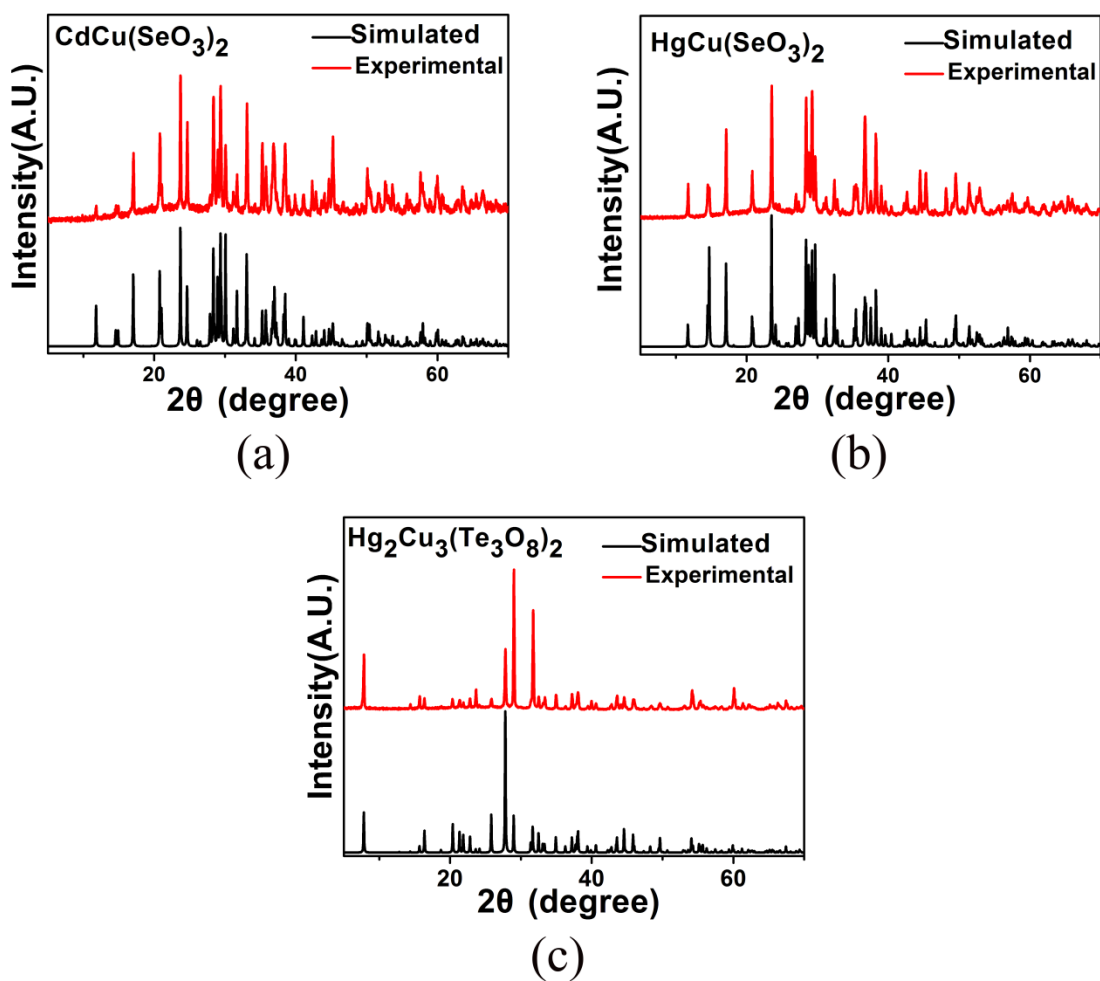 CdCu(SeO3)2
Simulated
Experimental
Intensity(A.U.)
20
40
60
2θ (degree)
(a)
HgCu(SeO3)2
Simulated
Experimental
Intensity(A.U.)
20
40
60
2θ (degree)
(b)
Hg2Cu3(Te3O8)2
Simulated
Experimental
Intensity(A.U.)
20
40
60
2θ (degree)
(c)